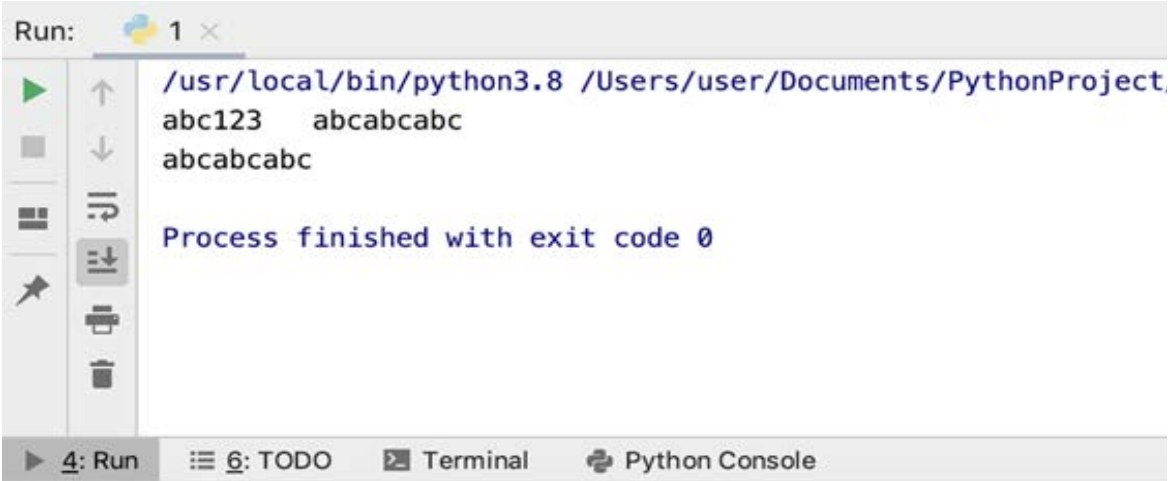 Run: 1
/usr/local/bin/python3.8 /Users/user/Documents/PythonProject/
abc123   abcabcabc
abcabcabc
Process finished with exit code 0
4: Run 6: TODO Terminal Python Console